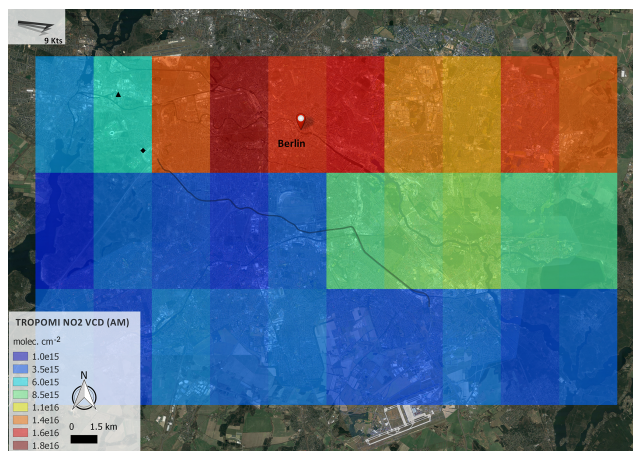 9 Kts
Berlin
TROPOMI NO2 VCD (AM)
molec. cm-2
1.0e15
3.5e15
6.0e15
8.5e15
1.1e16
1.4e16
1.6e16
1.8e16
N
0 1.5 km